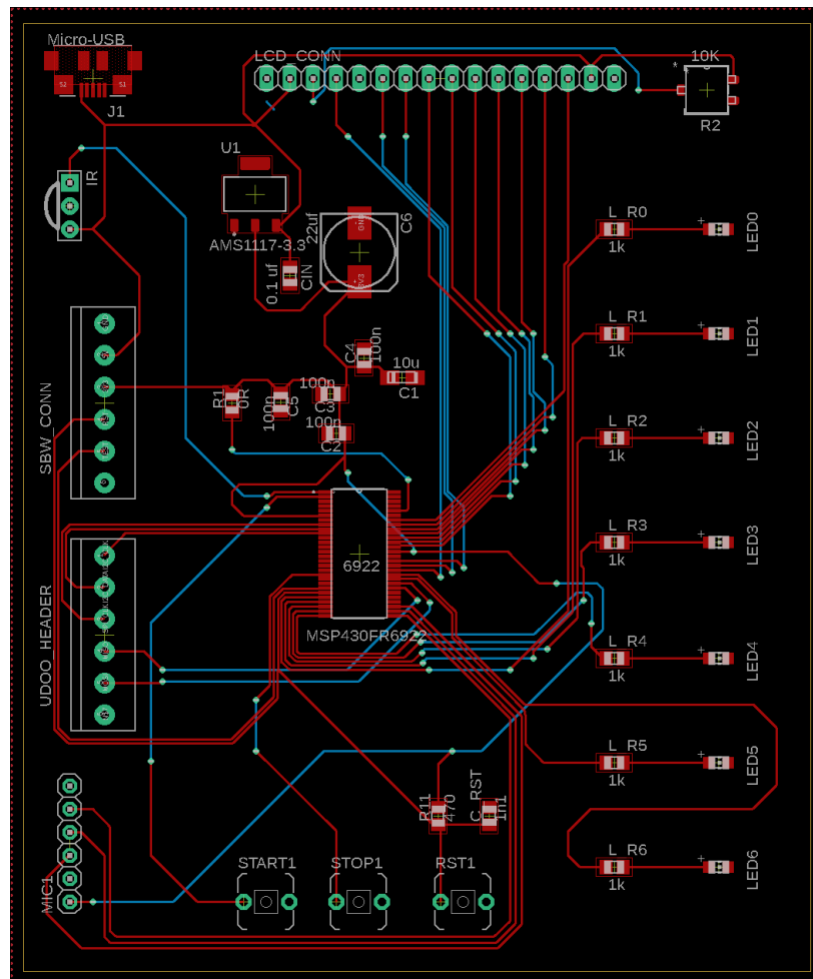 Micro-USB
J1
S2
S1
LCD_CONN
10K
R2
U1
AMS1117-3.3
IR
22uf
C6
GND
0.1 uf
CIN
L_R0
1k
LED0
L_R1
1k
LED1
L_R2
1k
LED2
L_R3
1k
LED3
L_R4
1k
LED4
L_R5
1k
LED5
L_R6
1k
LED6
C4
100n
10u
C1
R1
0R
100n
C5
100n
C3
100n
C2
SBW_CONN
6922
MSP430FR6922
UDOO_HEADER
R11
470
C_RST
1n1
MIC1
START1
STOP1
RST1